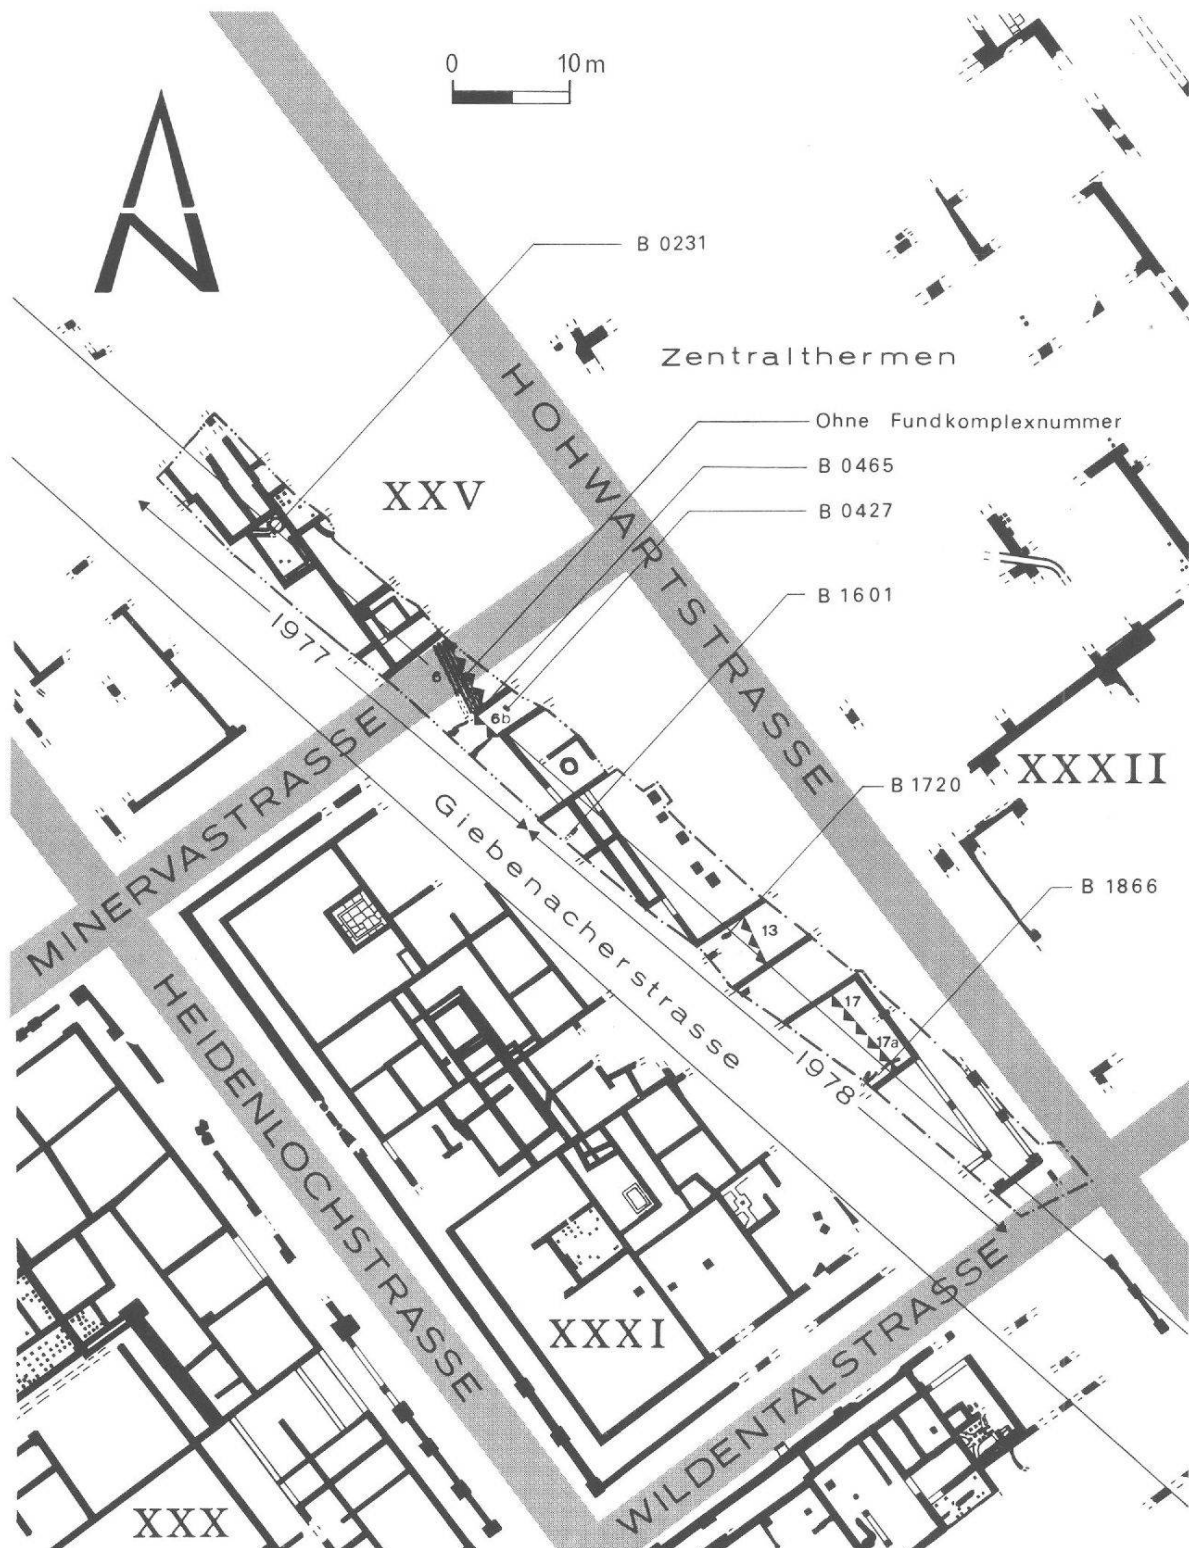 0 10 m
B 0231
Zentralthermen
HOHWARTSTRASSE
Ohne Fundkomplexnummer
B 0465
XXV
B 0427
B 1601
1977
6
6b
MINERVASTRASSE
XXXII
B 1720
Giebenacherstrasse
B 1866
13
17
17a
1978
HEIDENLOCHSTRASSE
XXXI
WILDENTALSTRASSE
XXX